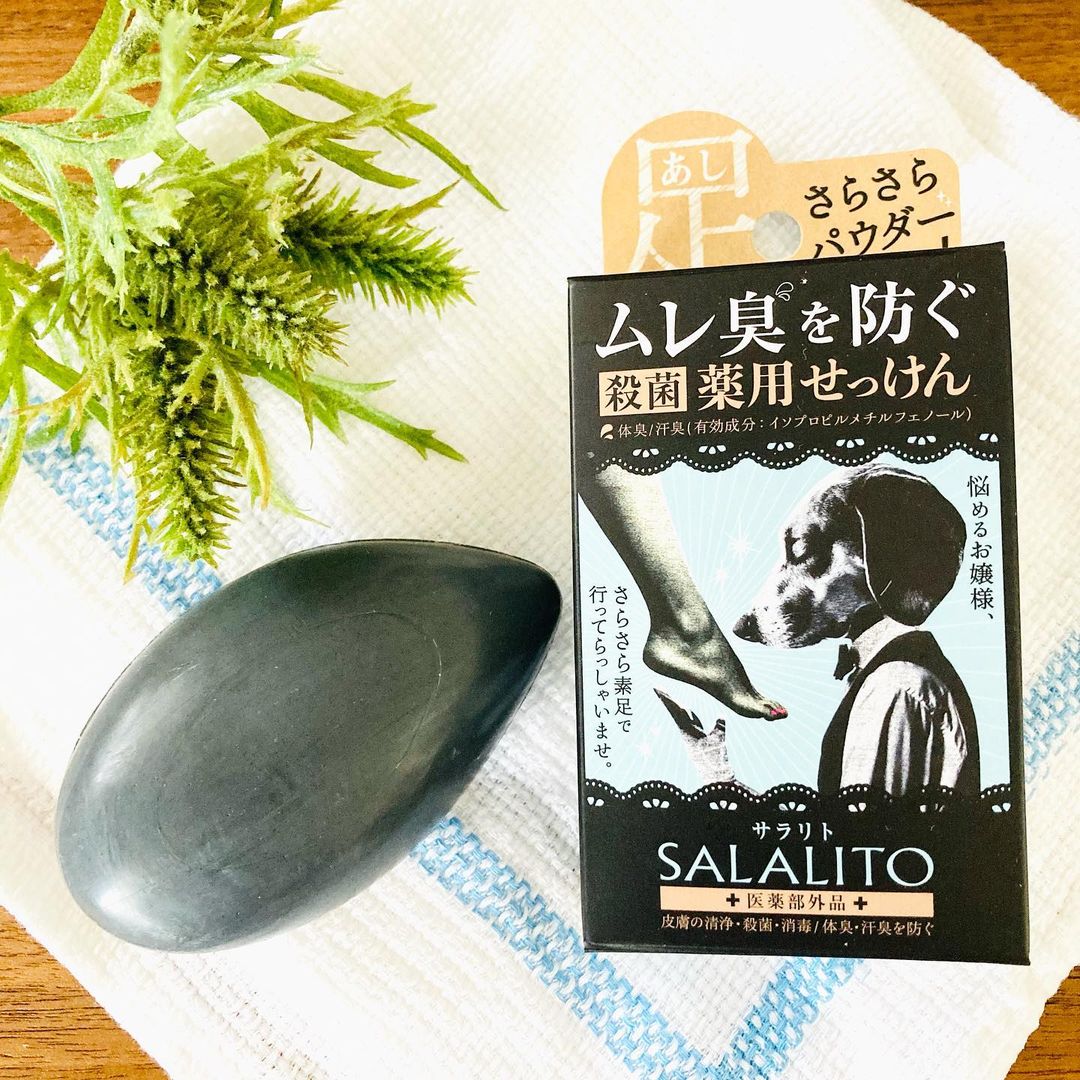 足
あし
さらさら
パウダー
ムレ臭を防ぐ
殺菌 薬用せっけん
体臭/汗臭(有効成分:イソプロピルメチルフェノール)
悩めるお嬢様、
さらさら素足で
行ってらっしゃいませ。
サラリト
SALALITO
医薬部外品
皮膚の清浄・殺菌・消毒/体臭・汗臭を防ぐ